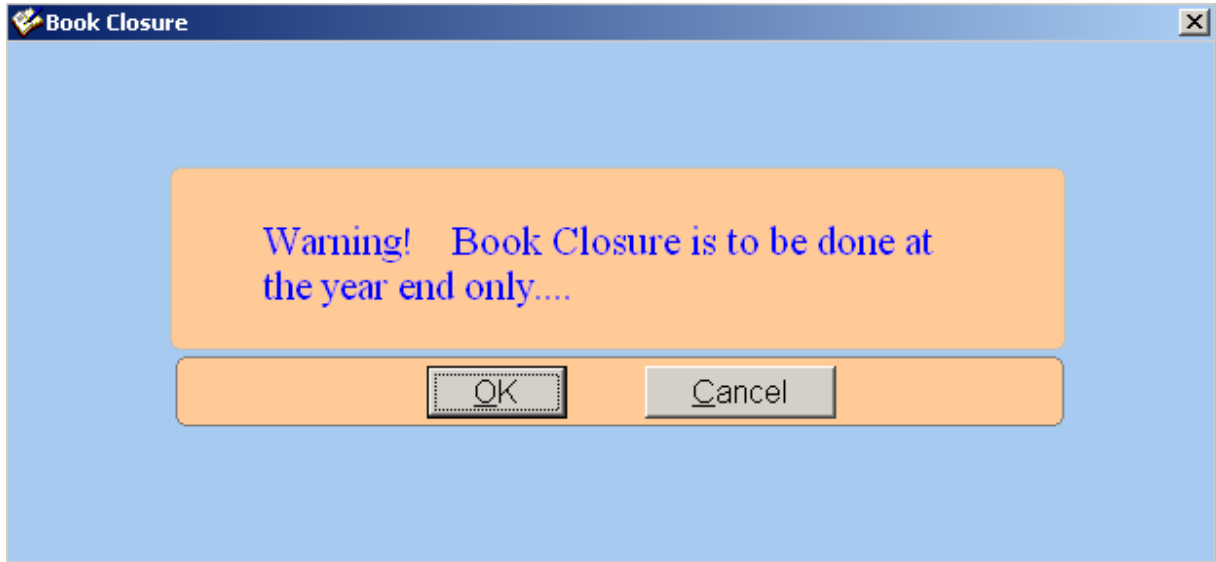 Book Closure
Warning!   Book Closure is to be done at
the year end only....
OK
Cancel